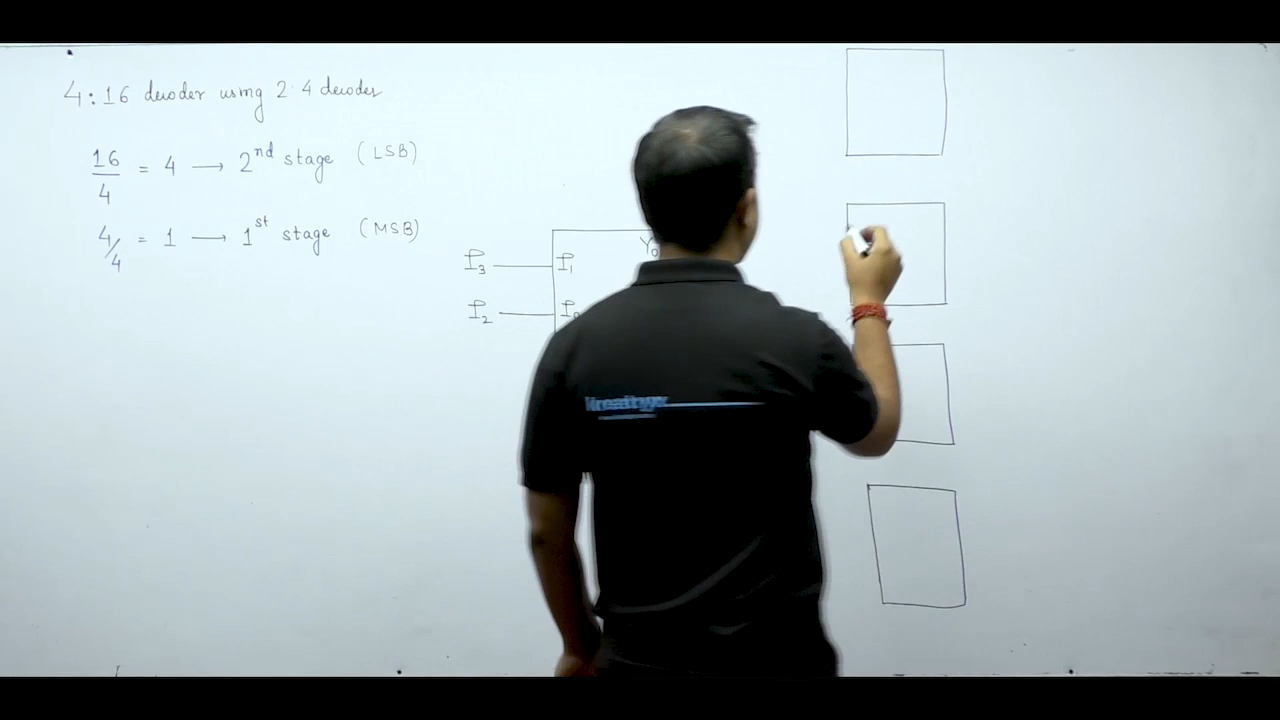 4:16 decoder using 2:4 decoder
16/4 = 4 → 2nd stage (LSB)
4/4 = 1 → 1st stage (MSB)
I3 I1 Y0
I2 I0